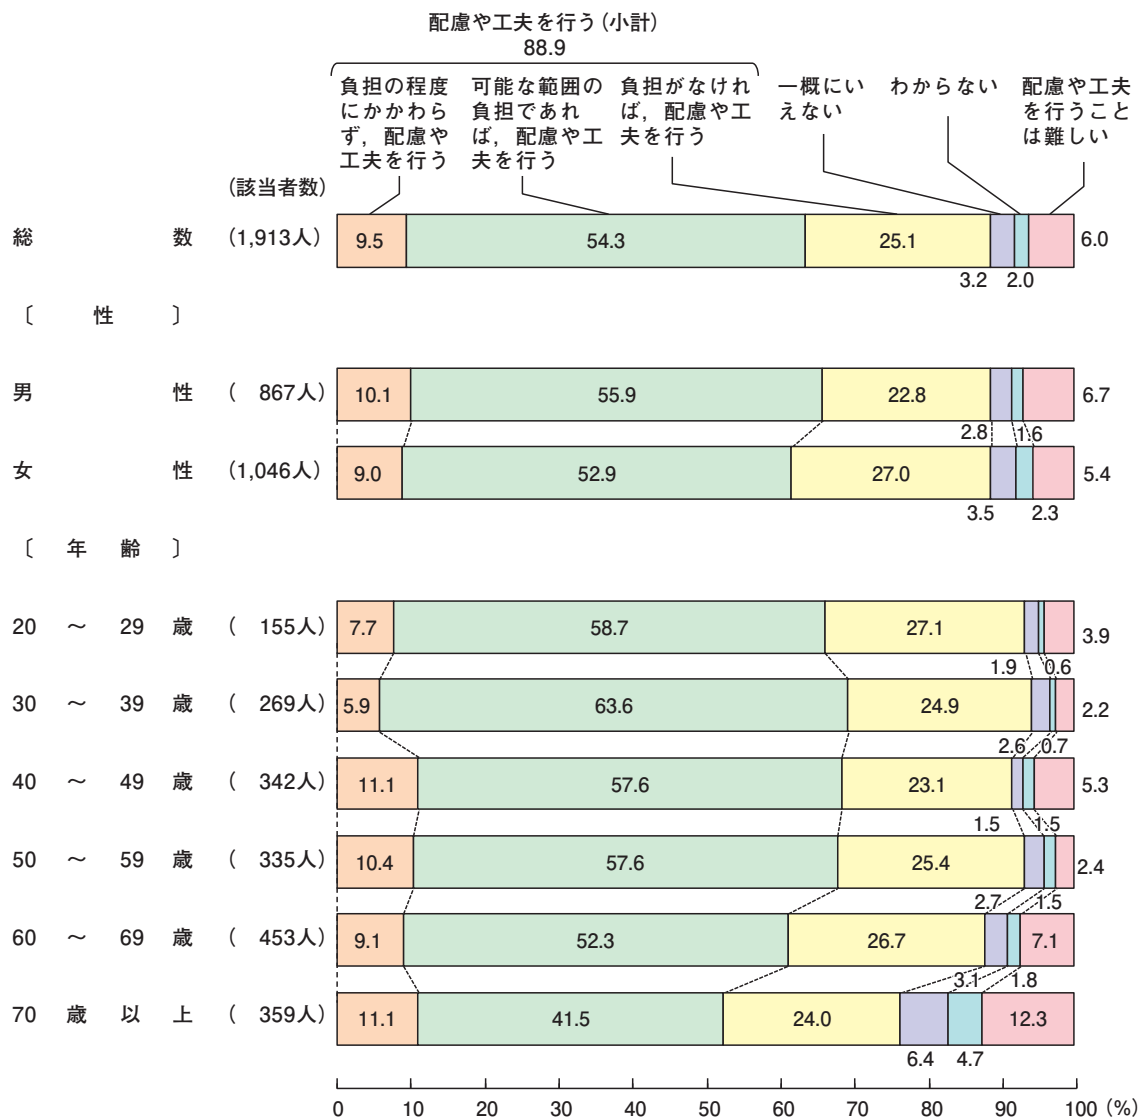 配慮や工夫を行う(小計)
88.9
負担の程度
にかかわら
ず，配慮や
工夫を行う
可能な範囲の
負担であれ
ば，配慮や工
夫を行う
負担がなけれ
ば，配慮や工
夫を行う
一概にい
えない
わからない
配慮や工夫
を行うこと
は難しい
(該当者数)
総 数 (1,913人) 9.5 54.3 25.1 6.0
3.2 2.0
〔 性 〕
男 性 ( 867人) 10.1 55.9 22.8 6.7
2.8 1.6
女 性 (1,046人) 9.0 52.9 27.0 5.4
3.5 2.3
〔 年 齢 〕
20 ～ 29 歳 ( 155人) 7.7 58.7 27.1 3.9
1.9 0.6
30 ～ 39 歳 ( 269人) 5.9 63.6 24.9 2.2
2.6 0.7
40 ～ 49 歳 ( 342人) 11.1 57.6 23.1 5.3
1.5 1.5
50 ～ 59 歳 ( 335人) 10.4 57.6 25.4 2.4
2.7 1.5
60 ～ 69 歳 ( 453人) 9.1 52.3 26.7 7.1
3.1 1.8
70 歳 以 上 ( 359人) 11.1 41.5 24.0 12.3
6.4 4.7
0 10 20 30 40 50 60 70 80 90 100 (%)